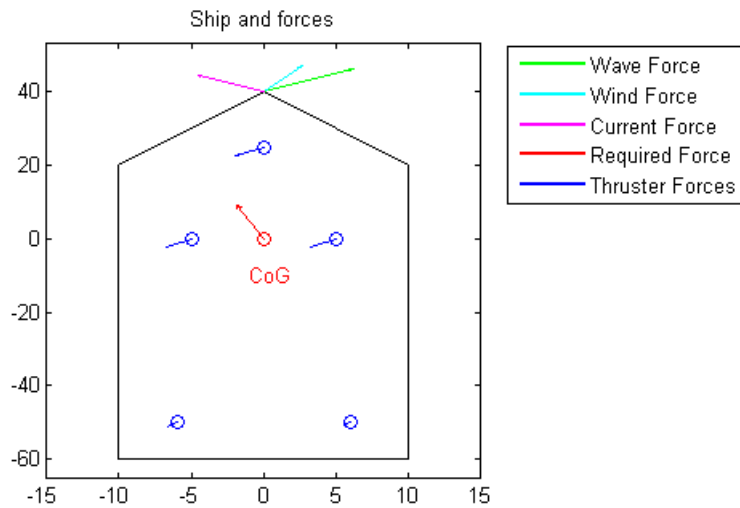 Ship and forces
Wave Force
Wind Force
Current Force
Required Force
Thruster Forces
40
20
0
CoG
-20
-40
-60
-15
-10
-5
0
5
10
15